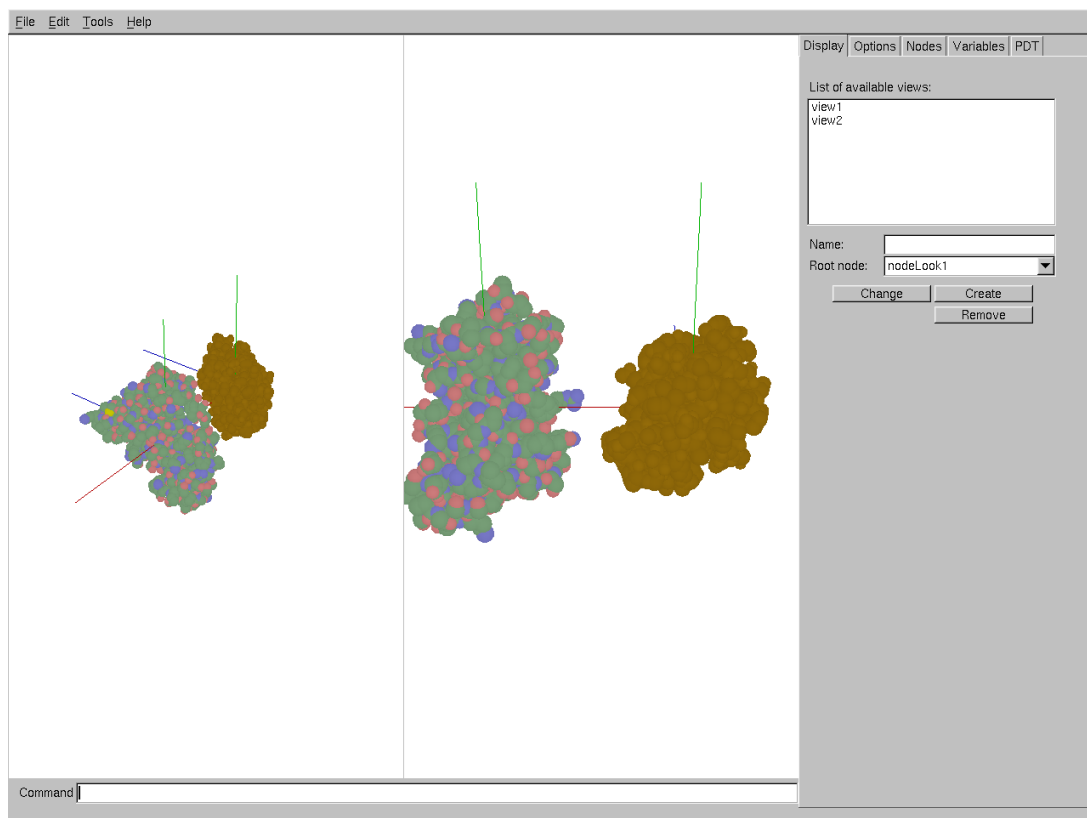 File Edit Tools Help
Display Options Nodes Variables PDT
List of available views:
view1
view2
Name:
Root node: nodeLook1
Change Create
Remove
Command